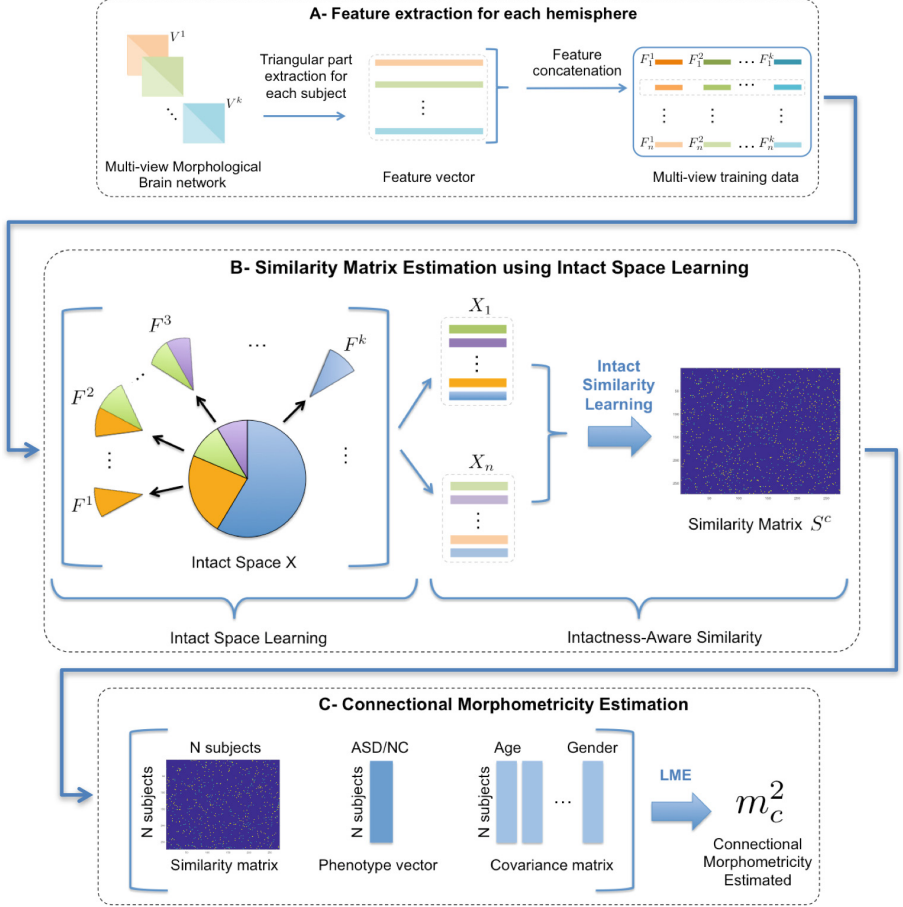 A- Feature extraction for each hemisphere
V^1
V^k
Multi-view Morphological
Brain network
Triangular part
extraction for
each subject
Feature vector
Feature
concatenation
F_1^1 F_1^2 ... F_1^k
...
F_n^1 F_n^2 ... F_n^k
Multi-view training data
B- Similarity Matrix Estimation using Intact Space Learning
F^3
...
F^k
F^2
F^1
Intact Space X
X_1
X_n
Intact
Similarity
Learning
Similarity Matrix S^c
Intact Space Learning
Intactness-Aware Similarity
C- Connectional Morphometricity Estimation
N subjects
N subjects
Similarity matrix
ASD/NC
N subjects
Phenotype vector
Age
Gender
N subjects
...
Covariance matrix
LME
m_c^2
Connectional
Morphometricity
Estimated